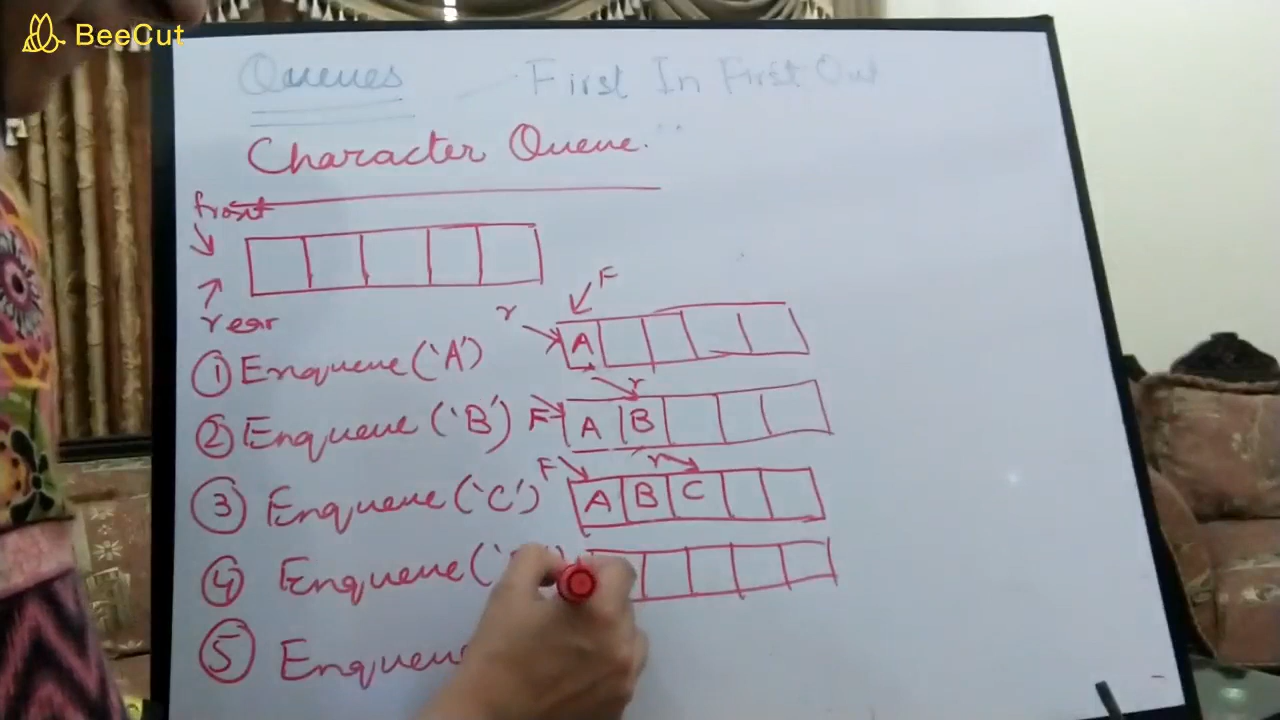 BeeCut
Queues First In First Out
Character Queue.
front
rear
F
r
① Enqueue ('A') A
r
② Enqueue ('B') F A B
F r
③ Enqueue ('C') A B C
④ Enqueue ('
⑤ Enqueue